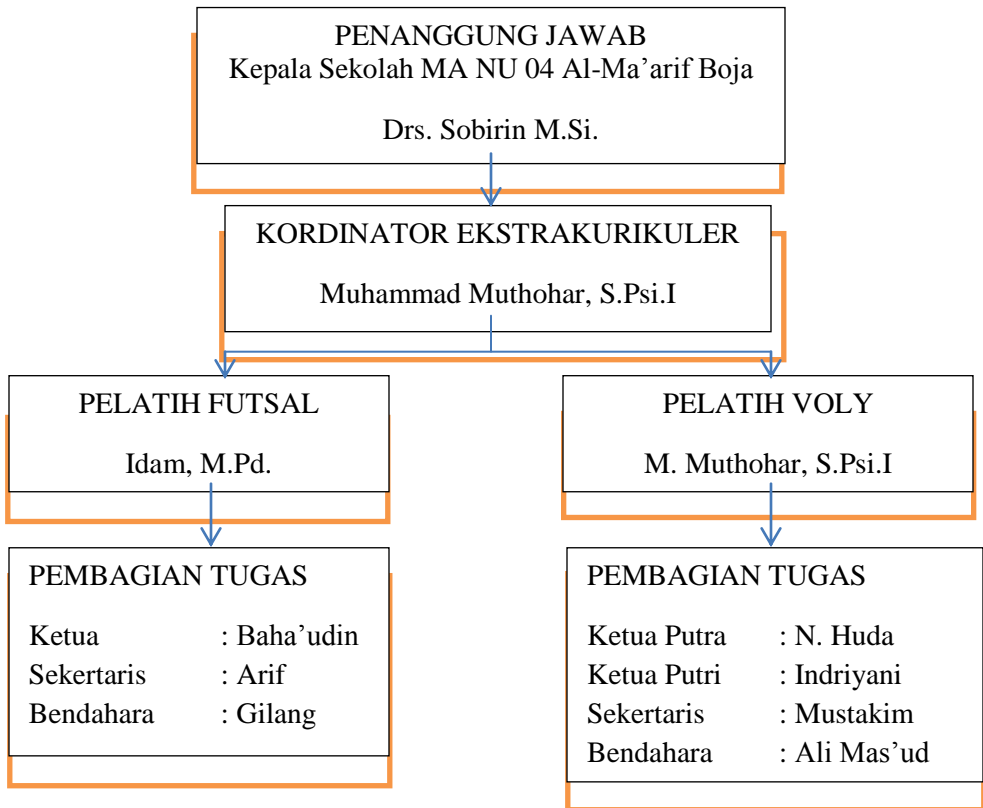 PENANGGUNG JAWAB
Kepala Sekolah MA NU 04 Al-Ma’arif Boja
Drs. Sobirin M.Si.
KORDINATOR EKSTRAKURIKULER
Muhammad Muthohar, S.Psi.I
PELATIH FUTSAL
Idam, M.Pd.
PELATIH VOLY
M. Muthohar, S.Psi.I
PEMBAGIAN TUGAS
Ketua : Baha’udin
Sekertaris : Arif
Bendahara : Gilang
PEMBAGIAN TUGAS
Ketua Putra : N. Huda
Ketua Putri : Indriyani
Sekertaris : Mustakim
Bendahara : Ali Mas’ud